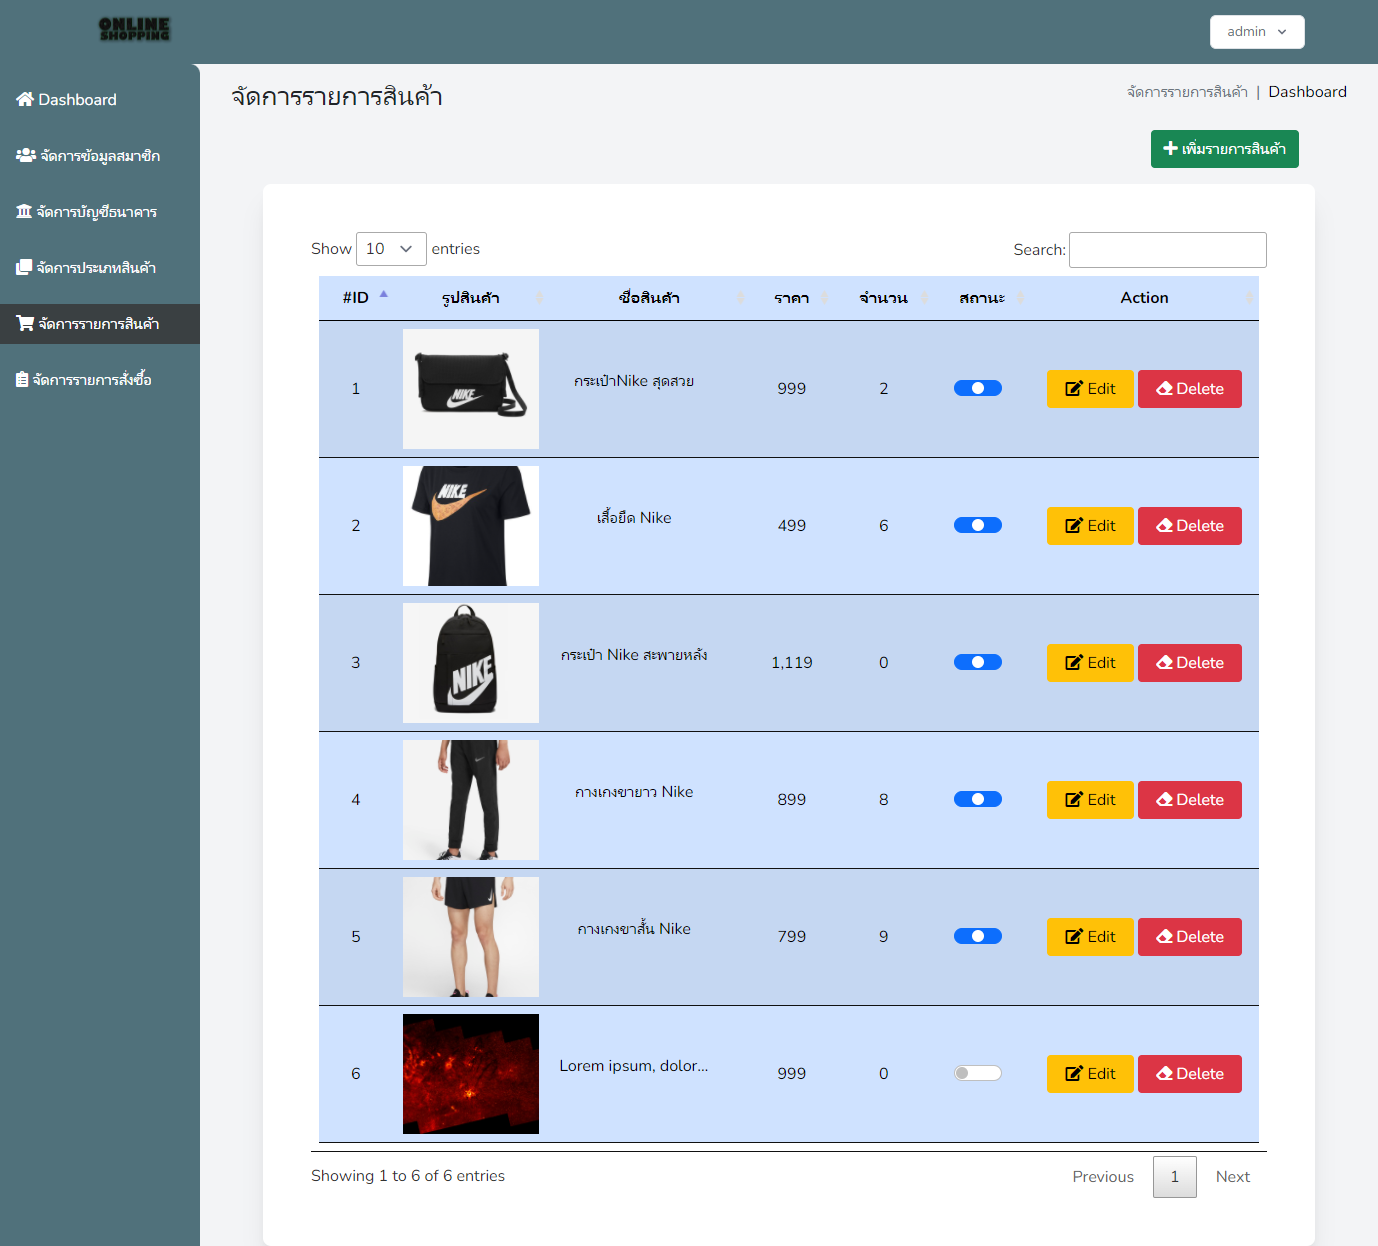 ONLINE
SHOPPING
admin
Dashboard
จัดการข้อมูลสมาชิก
จัดการบัญชีธนาคาร
จัดการประเภทสินค้า
จัดการรายการสินค้า
จัดการรายการสั่งซื้อ
จัดการรายการสินค้า
จัดการรายการสินค้า | Dashboard
เพิ่มรายการสินค้า
Show 10 entries
Search:
#ID รูปสินค้า ชื่อสินค้า ราคา จำนวน สถานะ Action
1 NIKE กระเป๋าNike สุดสวย 999 2 Edit Delete
2 NIKE เสื้อยืด Nike 499 6 Edit Delete
3 NIKE กระเป๋า Nike สะพายหลัง 1,119 0 Edit Delete
4 กางเกงขายาว Nike 899 8 Edit Delete
5 กางเกงขาสั้น Nike 799 9 Edit Delete
6 Lorem ipsum, dolor... 999 0 Edit Delete
Showing 1 to 6 of 6 entries
Previous 1 Next